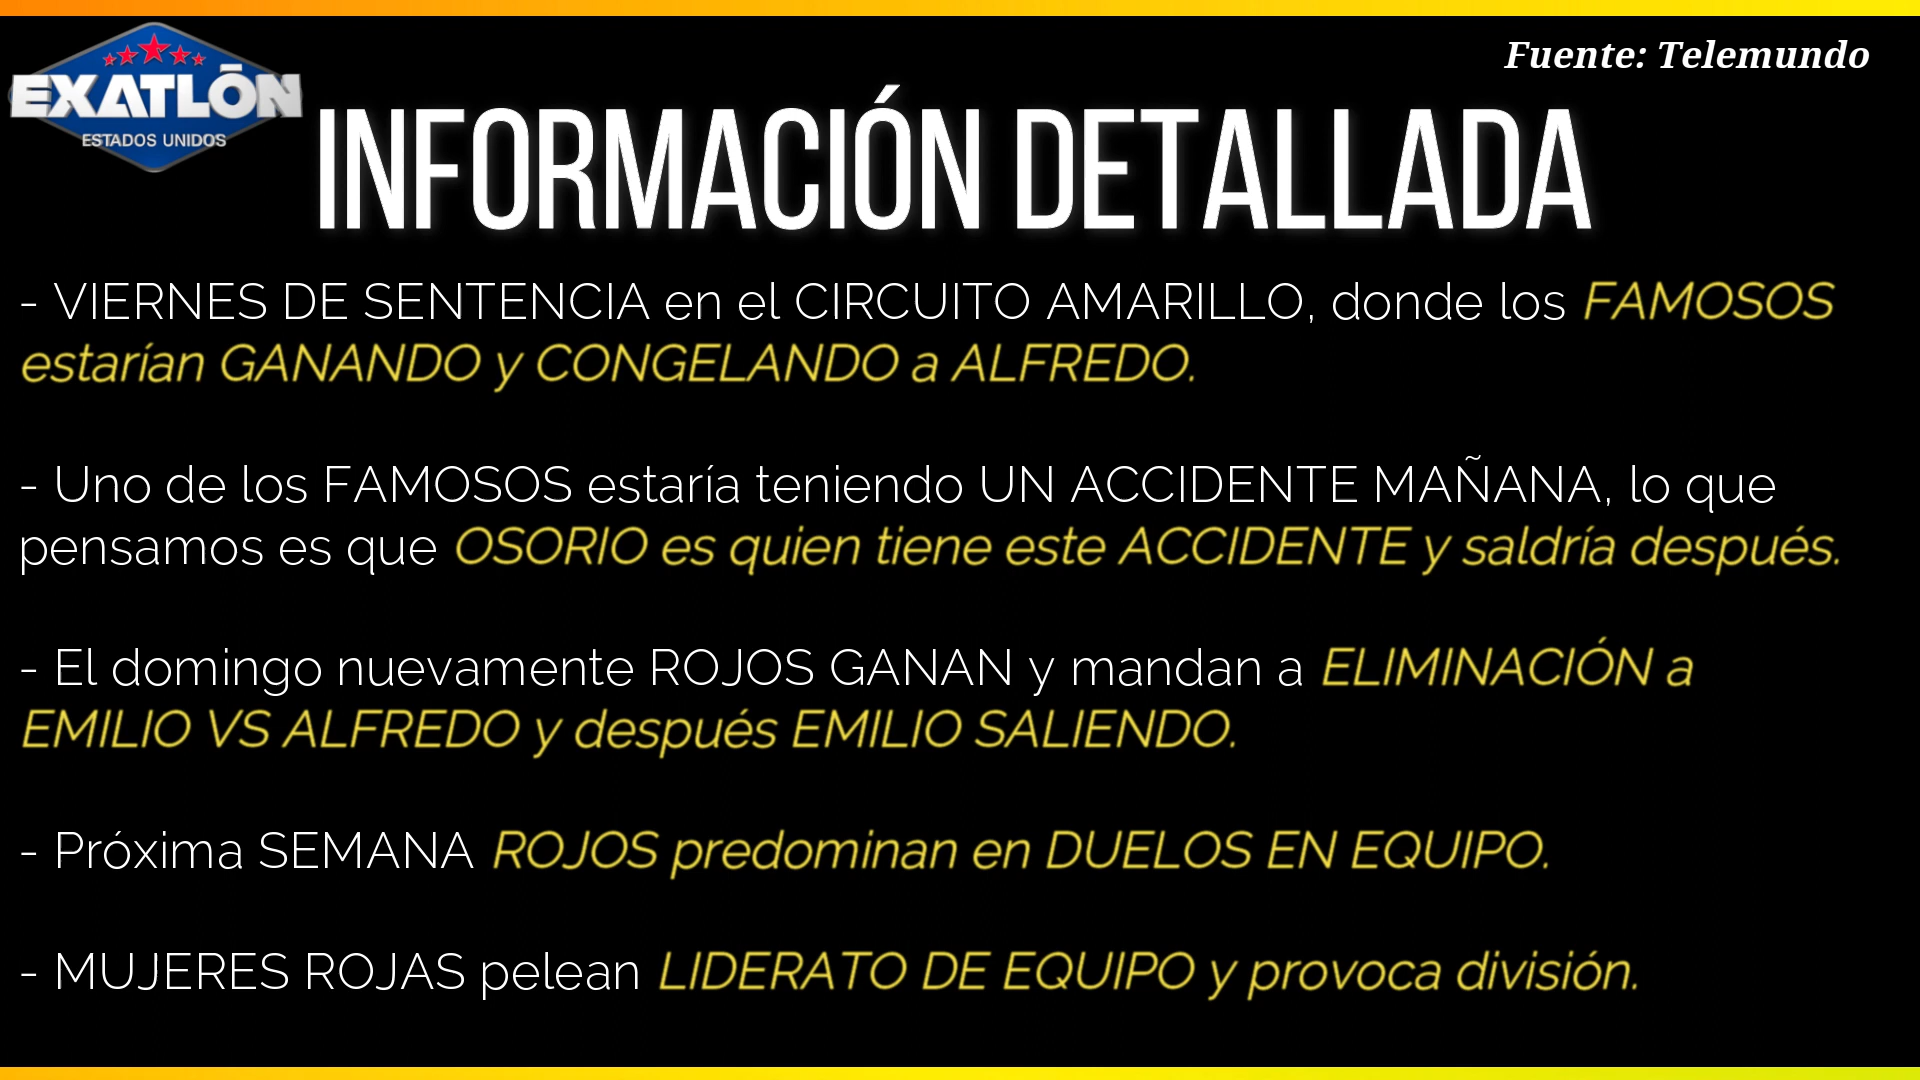 Fuente: Telemundo
EXATLŌN
ESTADOS UNIDOS
INFORMACIÓN DETALLADA
- VIERNES DE SENTENCIA en el CIRCUITO AMARILLO, donde los FAMOSOS
estarían GANANDO y CONGELANDO a ALFREDO.
- Uno de los FAMOSOS estaría teniendo UN ACCIDENTE MAÑANA, lo que
pensamos es que OSORIO es quien tiene este ACCIDENTE y saldría después.
- El domingo nuevamente ROJOS GANAN y mandan a ELIMINACIÓN a
EMILIO VS ALFREDO y después EMILIO SALIENDO.
- Próxima SEMANA ROJOS predominan en DUELOS EN EQUIPO.
- MUJERES ROJAS pelean LIDERATO DE EQUIPO y provoca división.